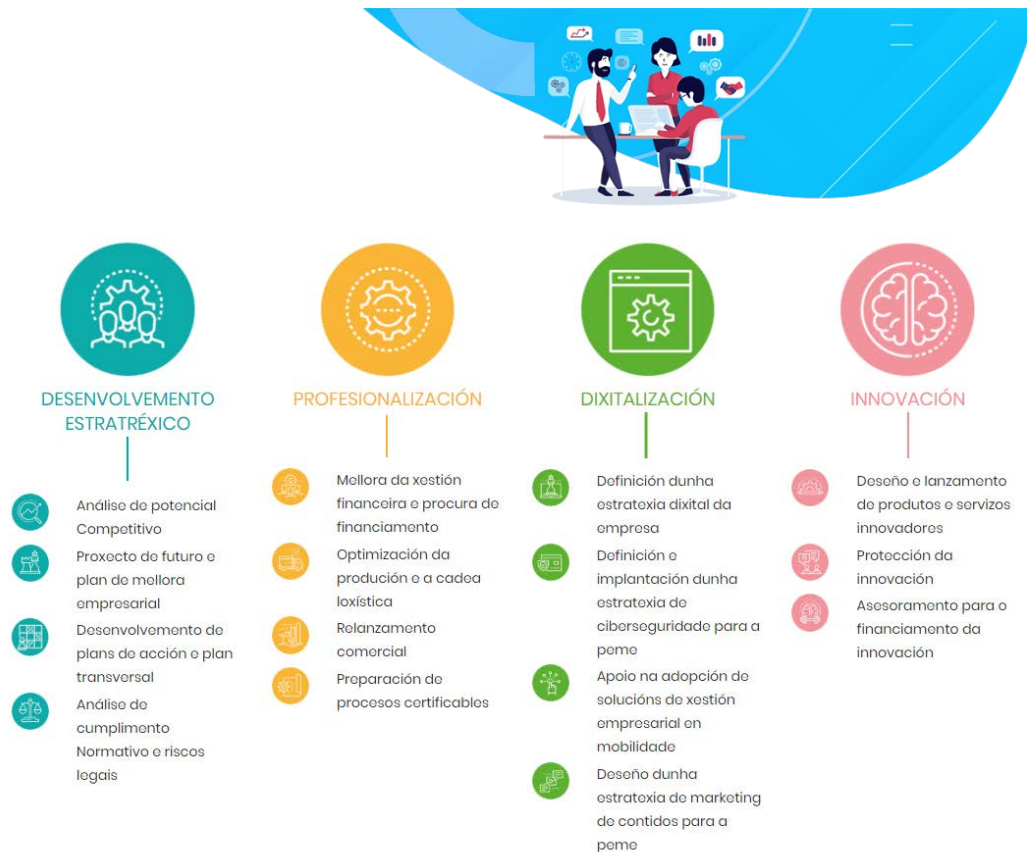 DESENVOLVEMENTO
ESTRATRÉXICO
Análise de potencial
Competitivo
Proxecto de futuro e
plan de mellora
empresarial
Desenvolvemento de
plans de acción e plan
transversal
Análise de
cumplimento
Normativo e riscos
legais
PROFESIONALIZACIÓN
Mellora da xestión
financeira e procura de
financiamento
Optimización da
produción e a cadea
loxística
Relanzamento
comercial
Preparación de
procesos certificables
DIXITALIZACIÓN
Definición dunha
estratexia dixital da
empresa
Definición e
implantación dunha
estratexia de
ciberseguridade para a
peme
Apoio na adopción de
solucións de xestión
empresarial en
mobilidade
Deseño dunha
estratexia de marketing
de contidos para a
peme
INNOVACIÓN
Deseño e lanzamento
de produtos e servizos
innovadores
Protección da
innovación
Asesoramento para o
financiamento da
innovación